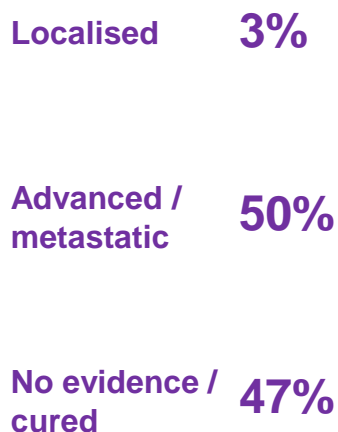 Localised 3%
Advanced /
metastatic 50%
No evidence /
cured 47%